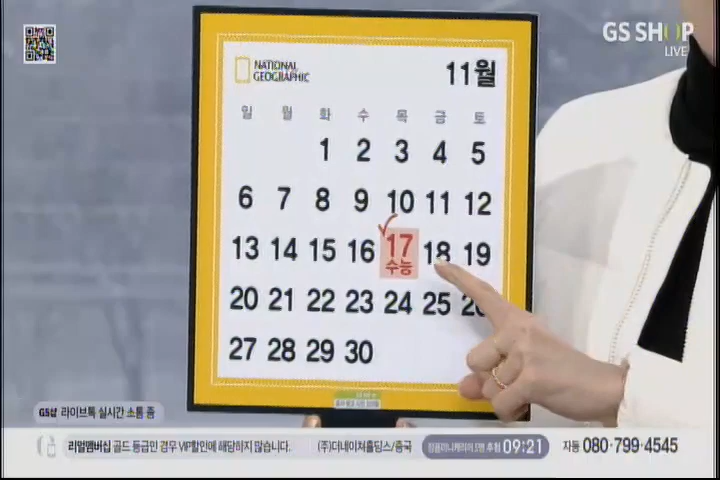 GS SHOP
LIVE
NATIONAL
GEOGRAPHIC
11월
일 월 화 수 목 금 토
1 2 3 4 5
6 7 8 9 10 11 12
13 14 15 16 17 18 19
수능
20 21 22 23 24 25
27 28 29 30
GS샵 라이브톡 실시간 소통 중
리얼멤버십 골드 등급인 경우 VIP할인에 해당하지 않습니다. (주)더네이쳐홀딩스/중국 09:21 자동 080·799·4545